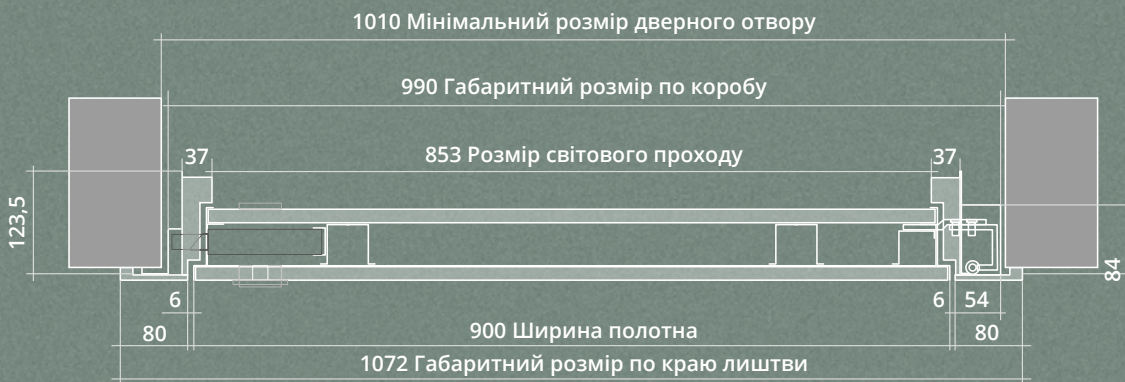 1010 Мінімальний розмір дверного отвору
990 Габаритний розмір по коробу
37
853 Розмір світового проходу
37
123,5
84
6
6
54
80
900 Ширина полотна
80
1072 Габаритний розмір по краю лиштви